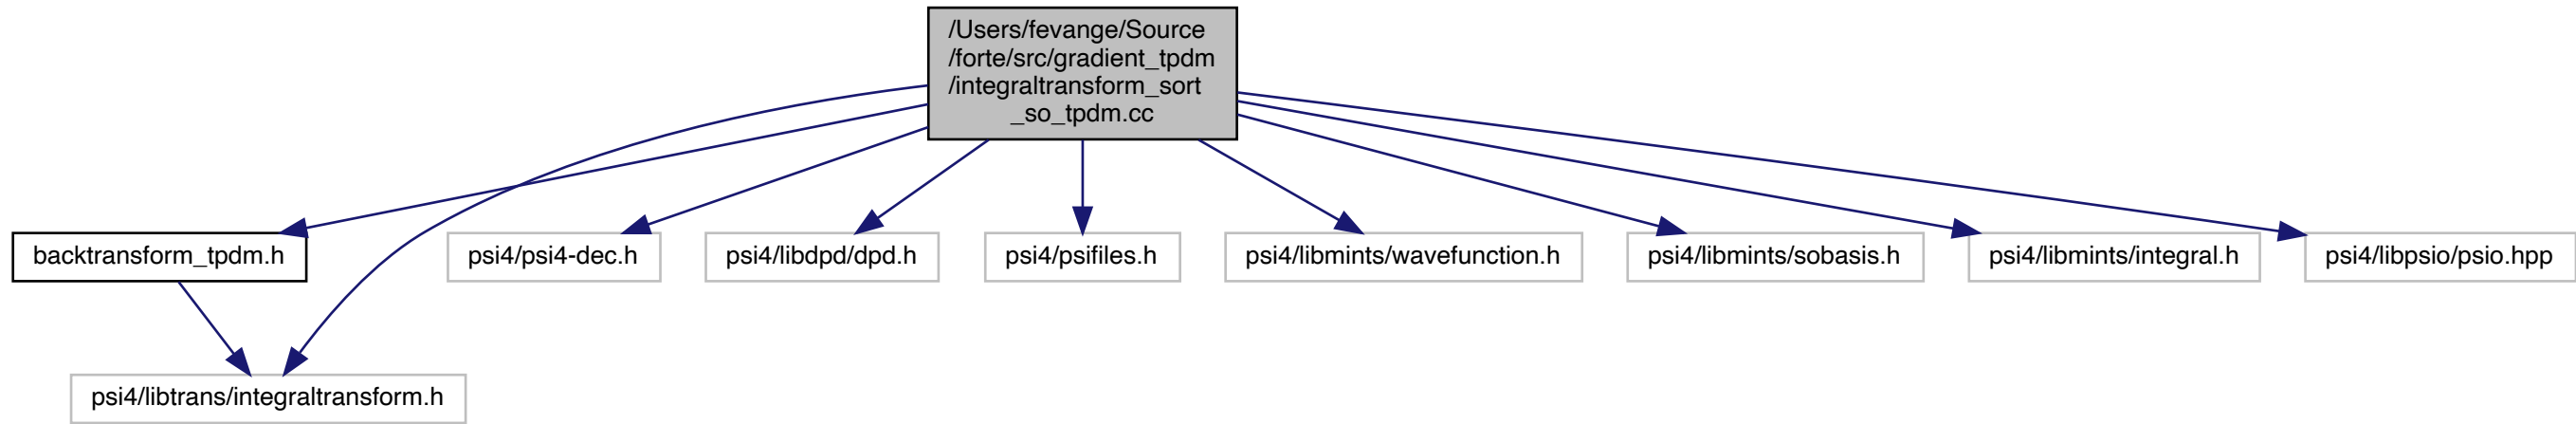 /Users/fevange/Source
/forte/src/gradient_tpdm
/integraltransform_sort
_so_tpdm.cc
backtransform_tpdm.h
psi4/psi4-dec.h
psi4/libdpd/dpd.h
psi4/psifiles.h
psi4/libmints/wavefunction.h
psi4/libmints/sobasis.h
psi4/libmints/integral.h
psi4/libpsio/psio.hpp
psi4/libtrans/integraltransform.h